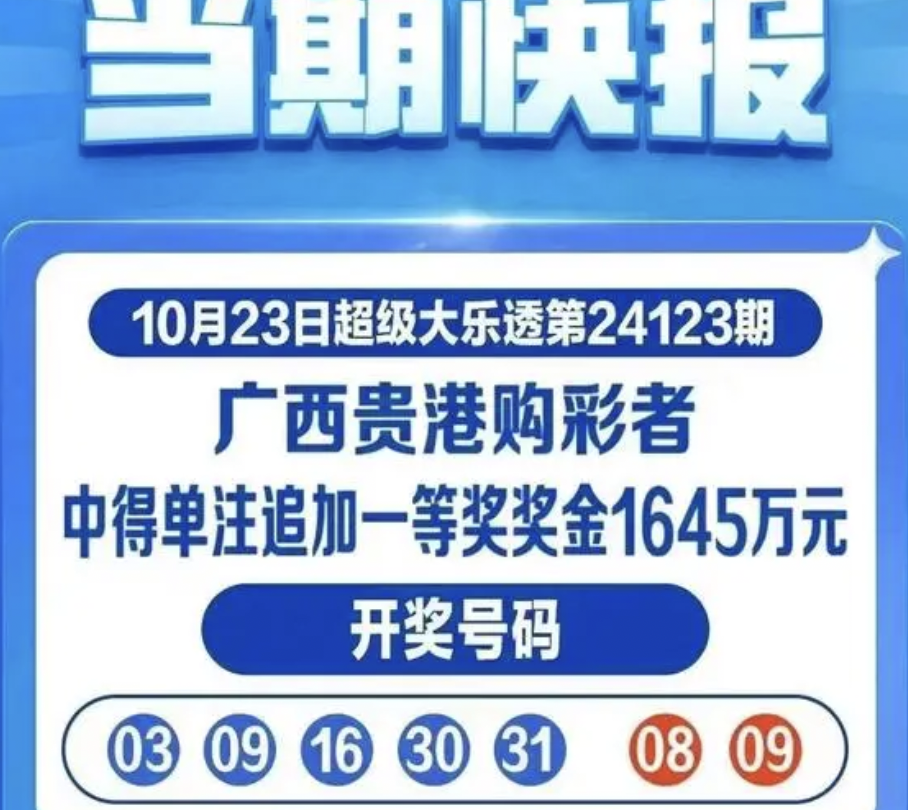 当期快报
10月23日超级大乐透第24123期
广西贵港购彩者
中得单注追加一等奖奖金1645万元
开奖号码
03 09 16 30 31 08 09